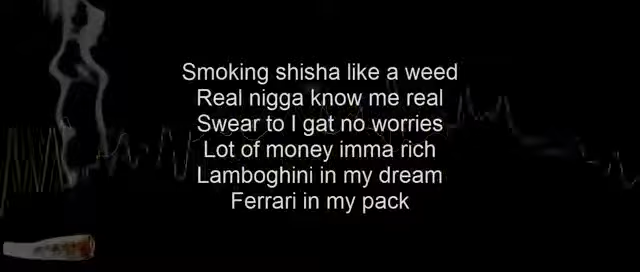 Smoking shisha like a weed
Real nigga know me real
Swear to I gat no worries
Lot of money imma rich
Lamboghini in my dream
Ferrari in my pack